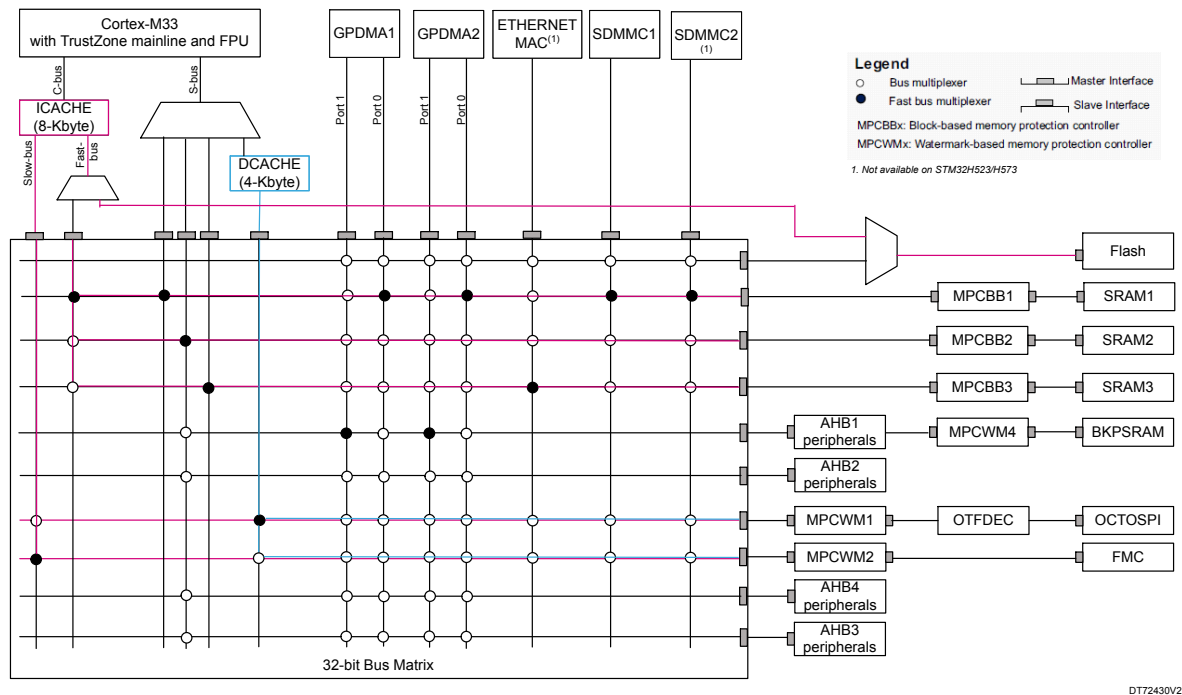 Cortex-M33
with TrustZone mainline and FPU
GPDMA1
GPDMA2
ETHERNET
MAC(1)
SDMMC1
SDMMC2
(1)
Legend
Bus multiplexer
Fast bus multiplexer
Master Interface
Slave Interface
MPCBBx: Block-based memory protection controller
MPCWMx: Watermark-based memory protection controller
1. Not available on STM32H523/H573
C-bus
S-bus
ICACHE
(8-Kbyte)
Slow-bus
Fast-
bus
DCACHE
(4-Kbyte)
Port 1
Port 0
Port 1
Port 0
Flash
MPCBB1
SRAM1
MPCBB2
SRAM2
MPCBB3
SRAM3
AHB1
peripherals
MPCWM4
BKPSRAM
AHB2
peripherals
MPCWM1
OTFDEC
OCTOSPI
MPCWM2
FMC
AHB4
peripherals
AHB3
peripherals
32-bit Bus Matrix
DT72430V2